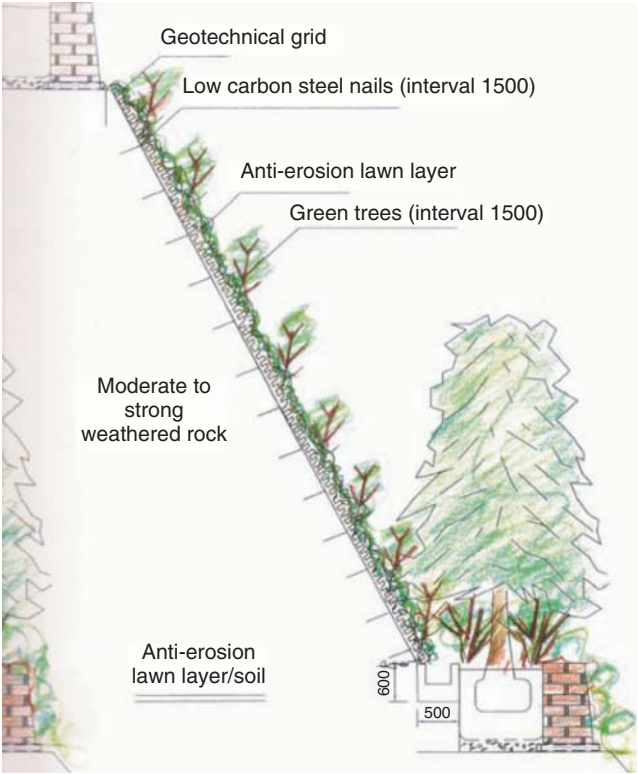 Geotechnical grid
Low carbon steel nails (interval 1500)
Anti-erosion lawn layer
Green trees (interval 1500)
Moderate to
strong
weathered rock
Anti-erosion
lawn layer/soil
600
500